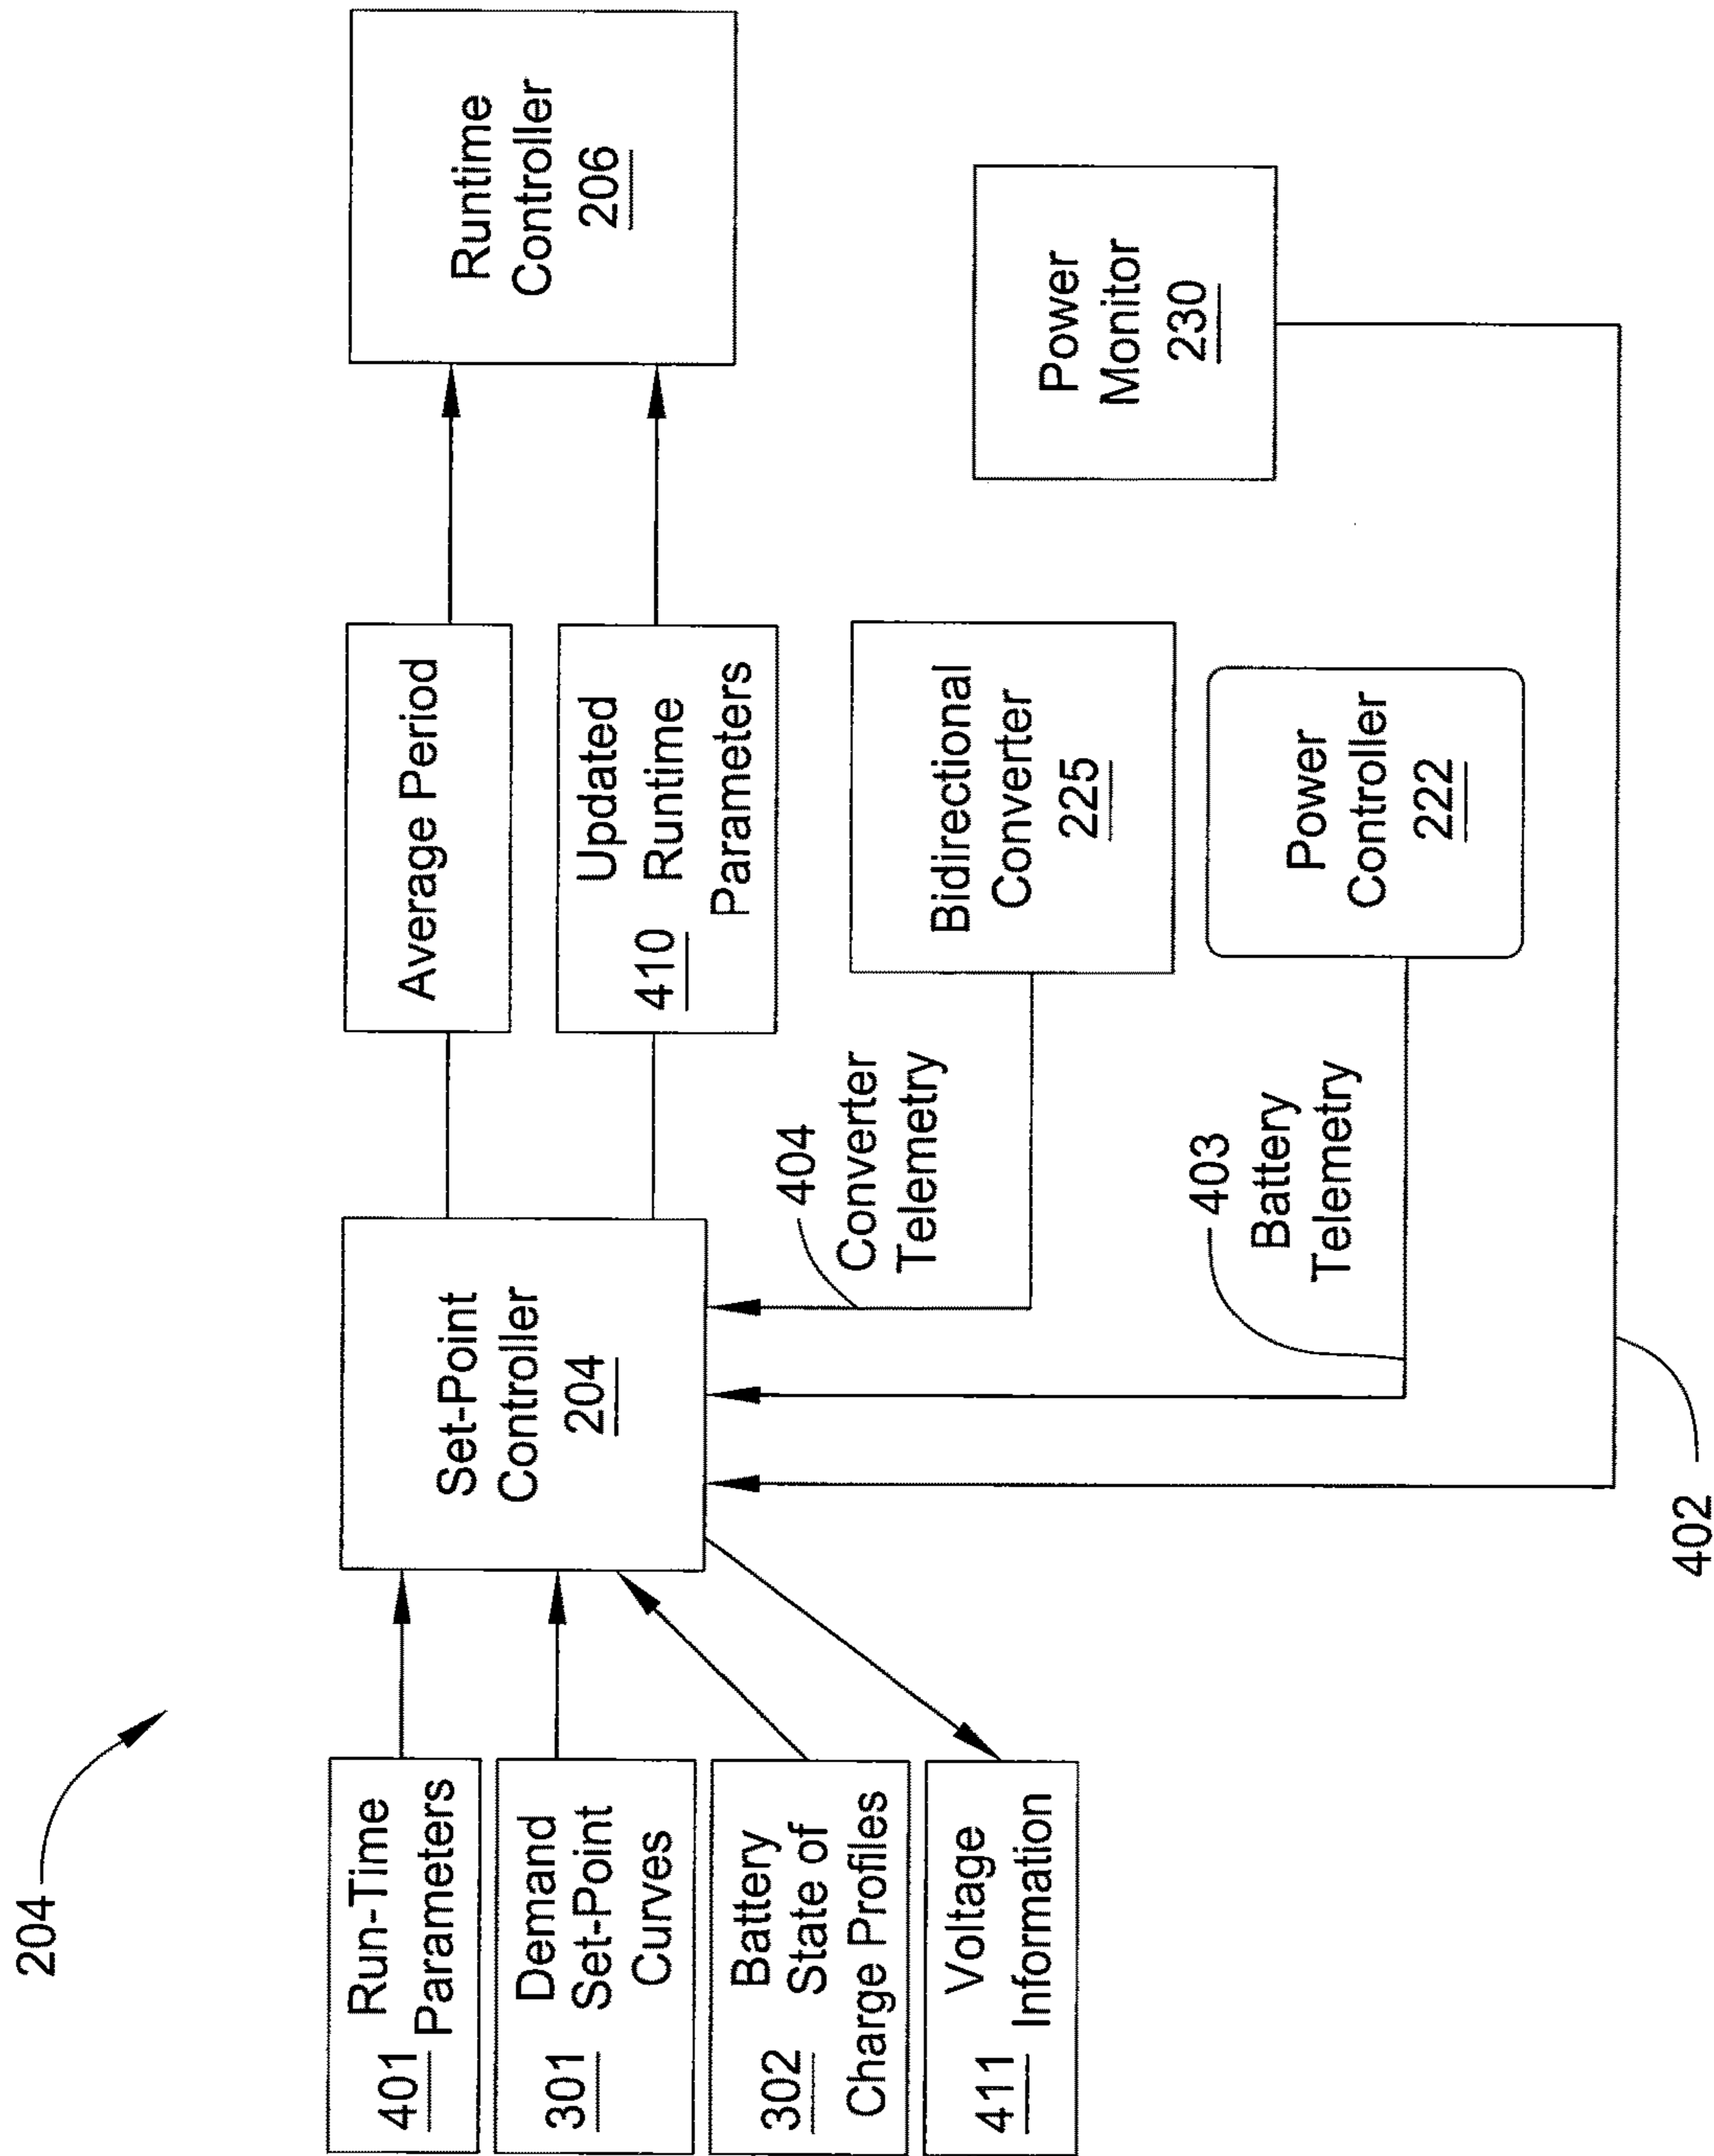 204
Run-Time
401 Parameters
Demand
301 Set-Point
Curves
Battery
302 State of
Charge Profiles
Voltage
411 Information
Set-Point
Controller
204
Average Period
Updated
410 Runtime
Parameters
Runtime
Controller
206
404
Converter
Telemetry
Bidirectional
Converter
225
403
Battery
Telemetry
Power
Controller
222
Power
Monitor
230
402